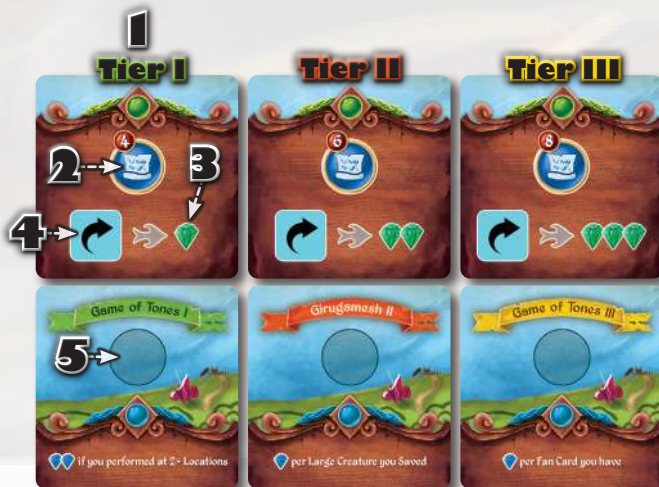 1
Tier I
Tier II
Tier III
4
6
8
2
3
4
5
Game of Tones I
Girugamesh II
Game of Tones III
if you performed at 2+ Locations
per Large Creature you Saved
per Fan Card you have